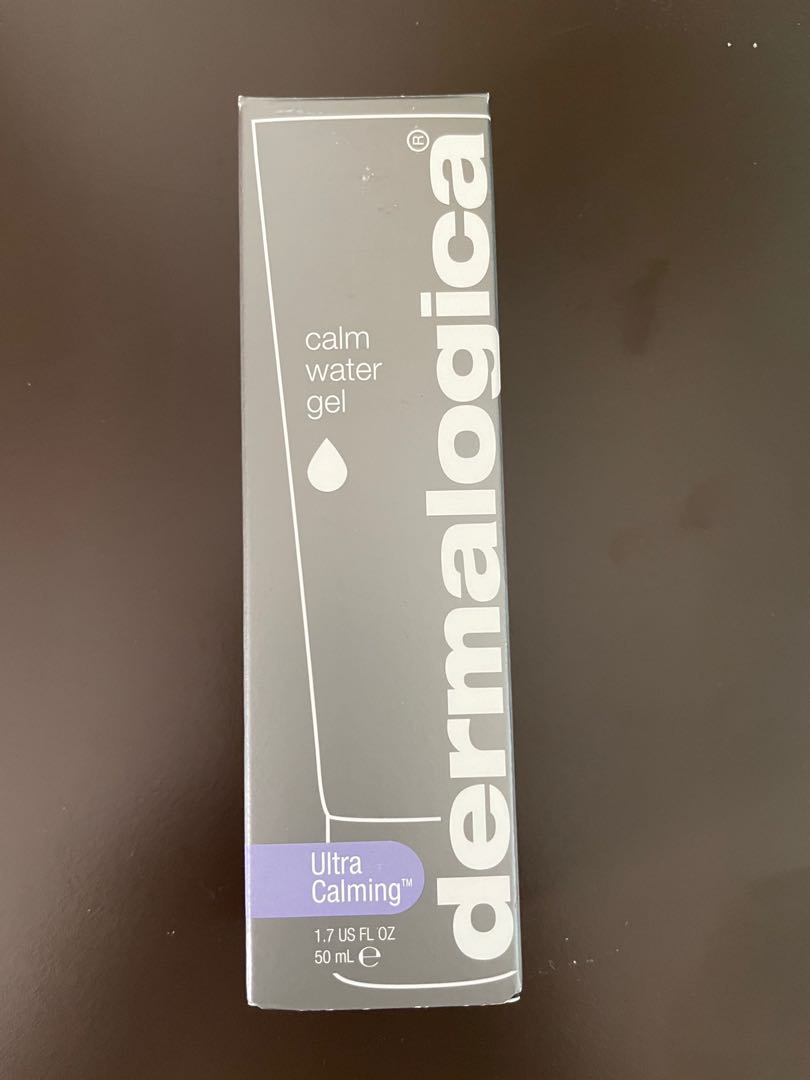 dermalogica®
calm
water
gel
Ultra
Calming™
1.7 US FL OZ
50 mL ℮